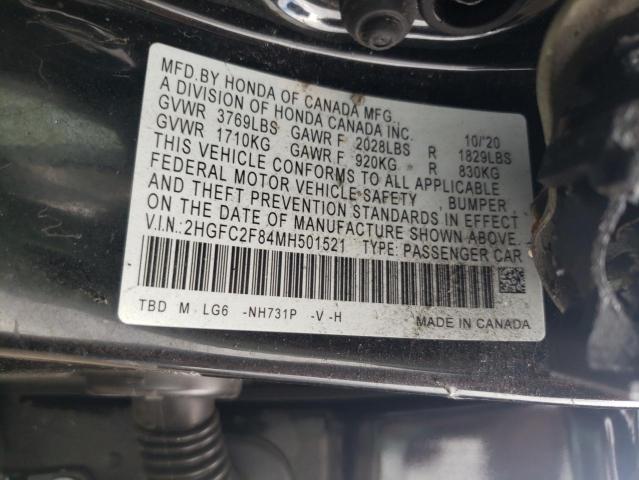 MFD.BY HONDA OF CANADA MFG.,
A DIVISION OF HONDA CANADA INC. 10/'20
GVWR 3769LBS GAWR F 2028LBS R 1829LBS
GVWR 1710KG GAWR F 920KG R 830KG
THIS VEHICLE CONFORMS TO ALL APPLICABLE
FEDERAL MOTOR VEHICLE SAFETY, BUMPER
AND THEFT PREVENTION STANDARDS IN EFFECT
ON THE DATE OF MANUFACTURE SHOWN ABOVE.
V.I.N.:2HGFC2F84MH501521 TYPE: PASSENGER CAR
TBD M LG6 -NH731P -V -H
MADE IN CANADA